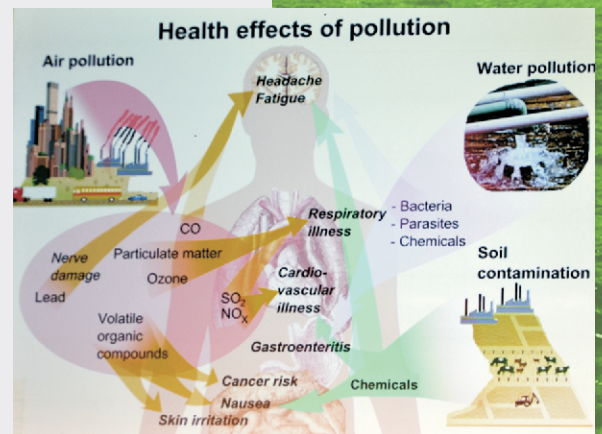 Health effects of pollution
Air pollution
Water pollution
Headache
Fatigue
CO
Respiratory
illness
- Bacteria
- Parasites
- Chemicals
Nerve
damage
Particulate matter
Ozone
Lead
Cardio-
vascular
illness
SO₂
NOₓ
Soil
contamination
Volatile
organic
compounds
Gastroenteritis
Cancer risk
Chemicals
Nausea
Skin irritation